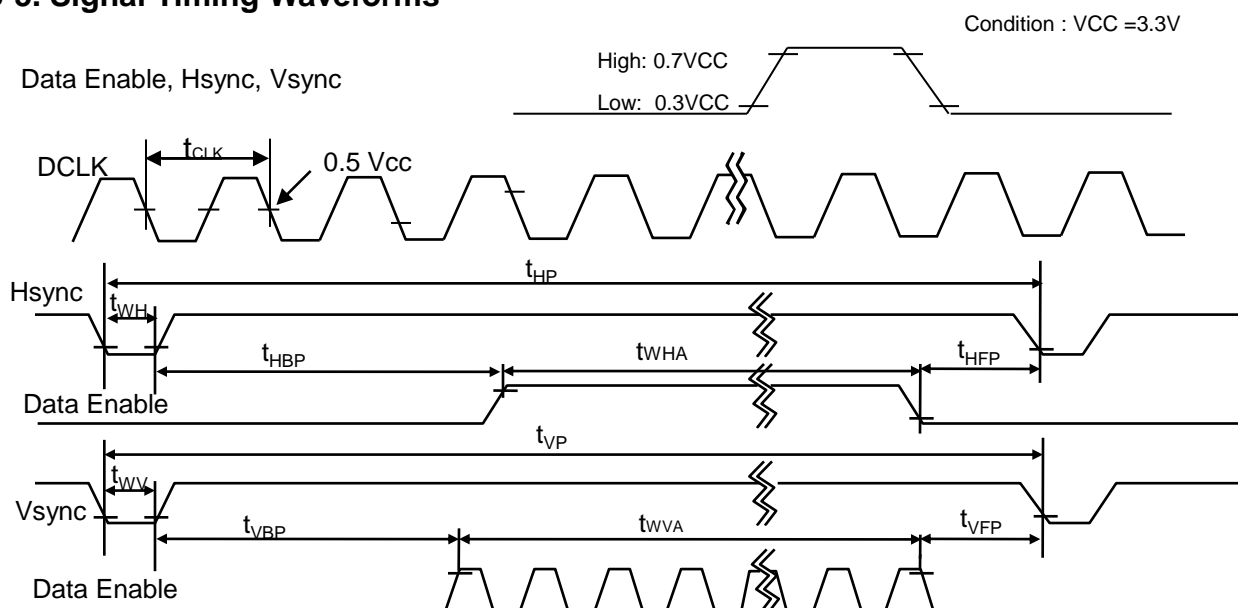 3. Signal Timing Waveforms
Condition : VCC =3.3V
High: 0.7VCC
Data Enable, Hsync, Vsync
Low: 0.3VCC
tCLK
0.5 Vcc
DCLK
tHP
Hsync
tWH
tHBP
tWHA
tHFP
Data Enable
tVP
tWV
Vsync
tVBP
tWVA
tVFP
Data Enable